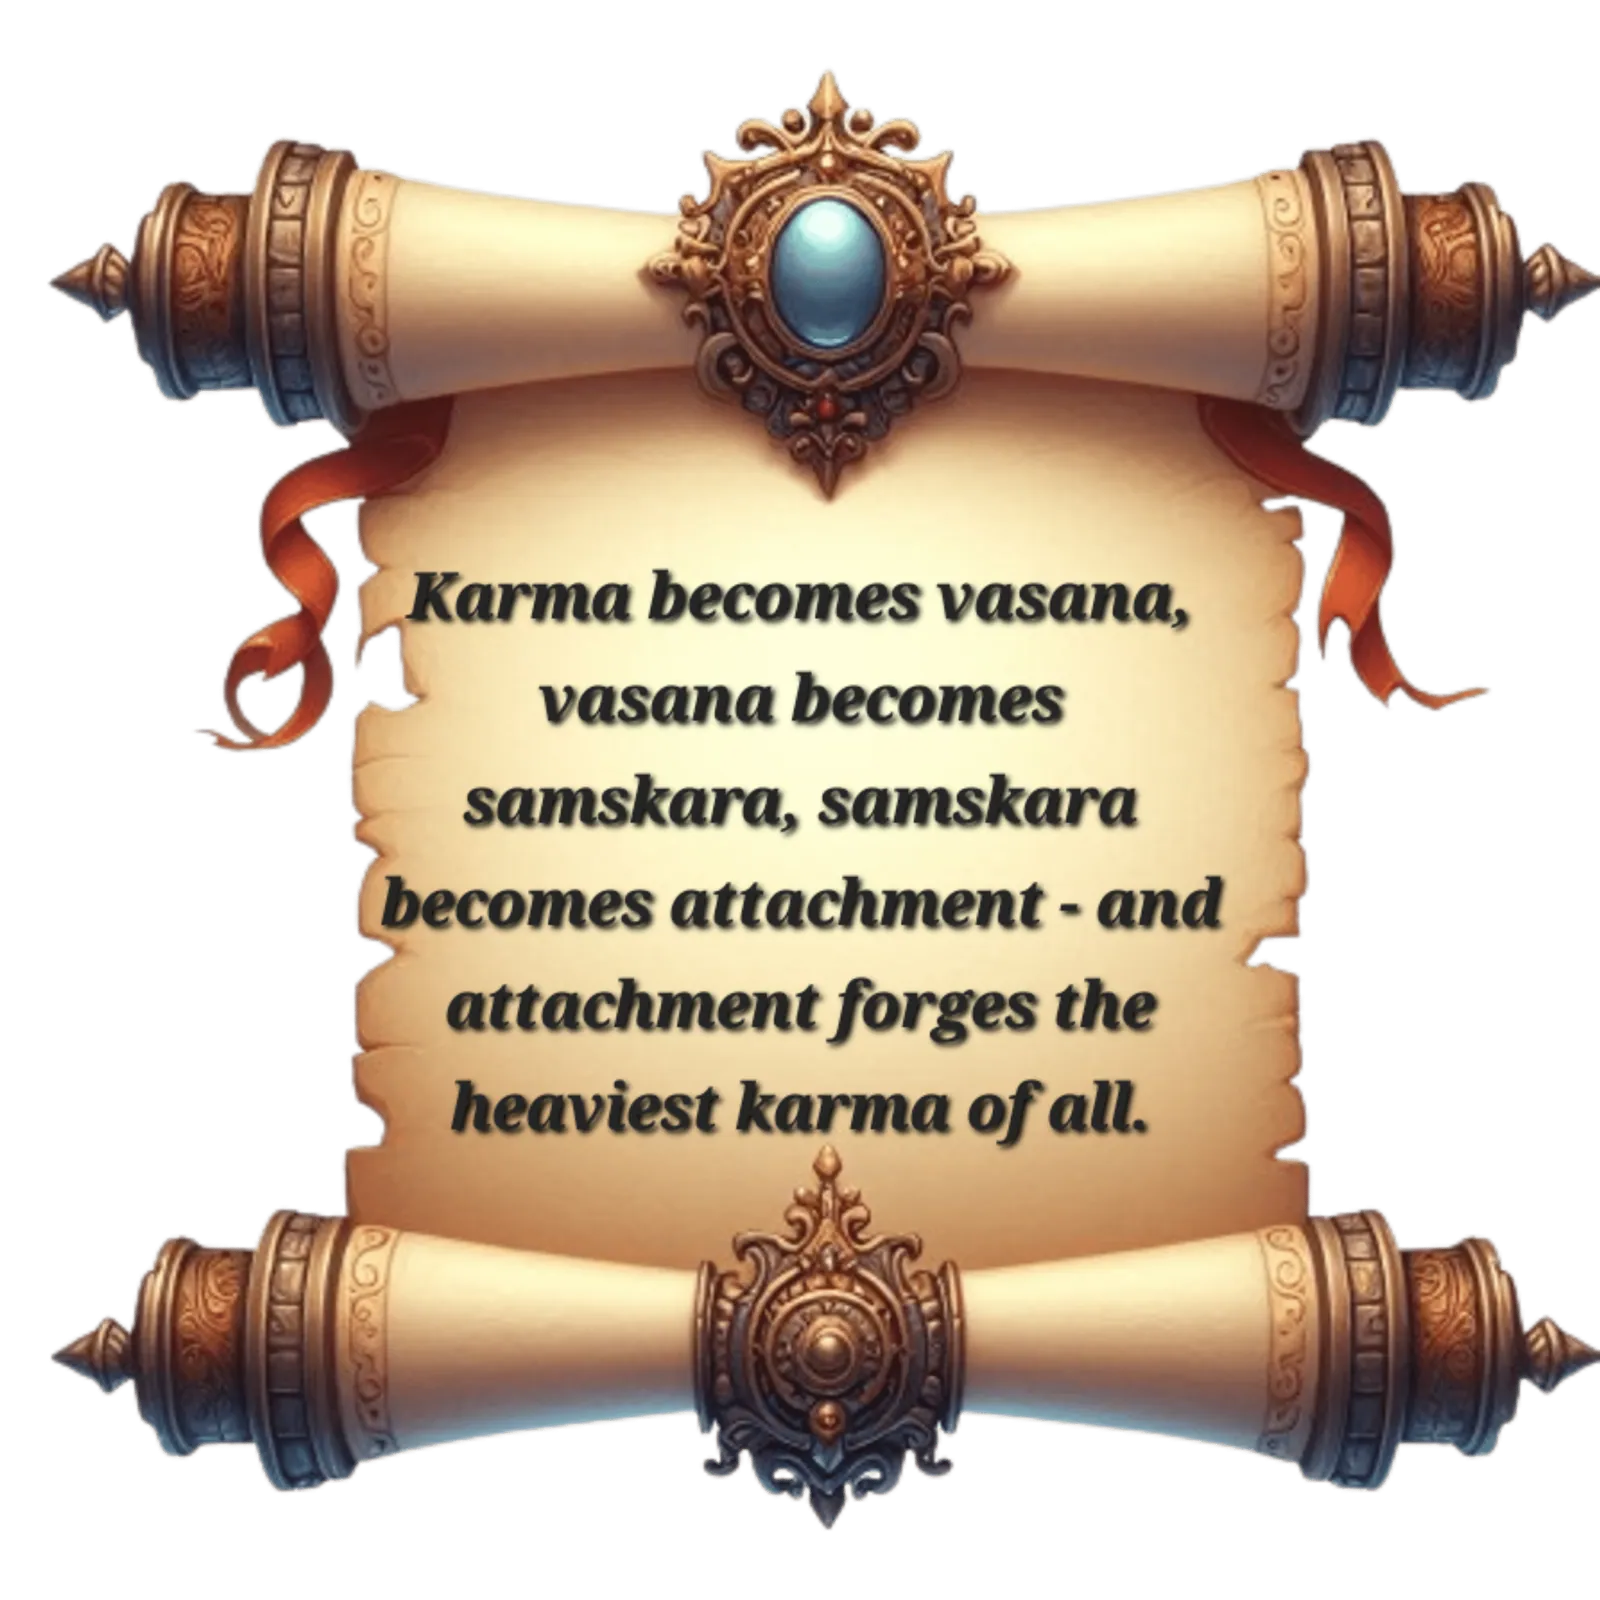 Karma becomes vasana,
vasana becomes
samskara, samskara
becomes attachment - and
attachment forges the
heaviest karma of all.